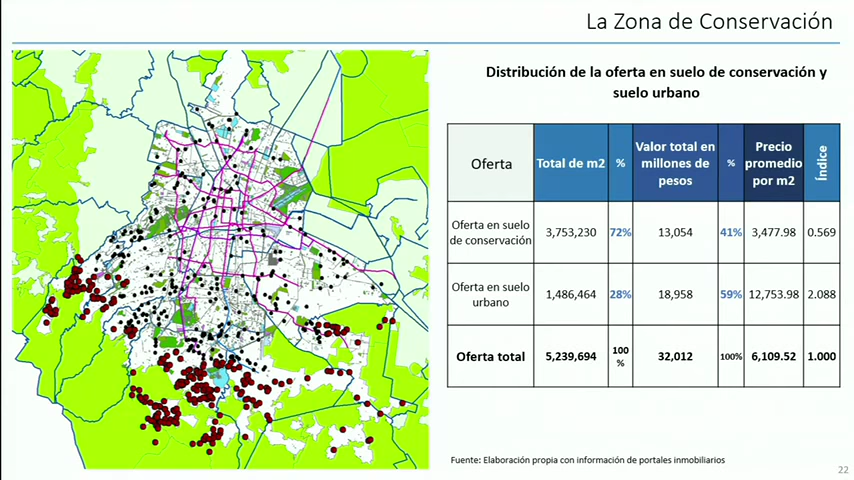 La Zona de Conservación
Distribución de la oferta en suelo de conservación y
suelo urbano
Oferta Total de m2 % Valor total en millones de pesos % Precio promedio por m2 Índice
Oferta en suelo de conservación 3,753,230 72% 13,054 41% 3,477.98 0.569
Oferta en suelo urbano 1,486,464 28% 18,958 59% 12,753.98 2.088
Oferta total 5,239,694 100 % 32,012 100% 6,109.52 1.000
Fuente: Elaboración propia con información de portales inmobiliarios
22